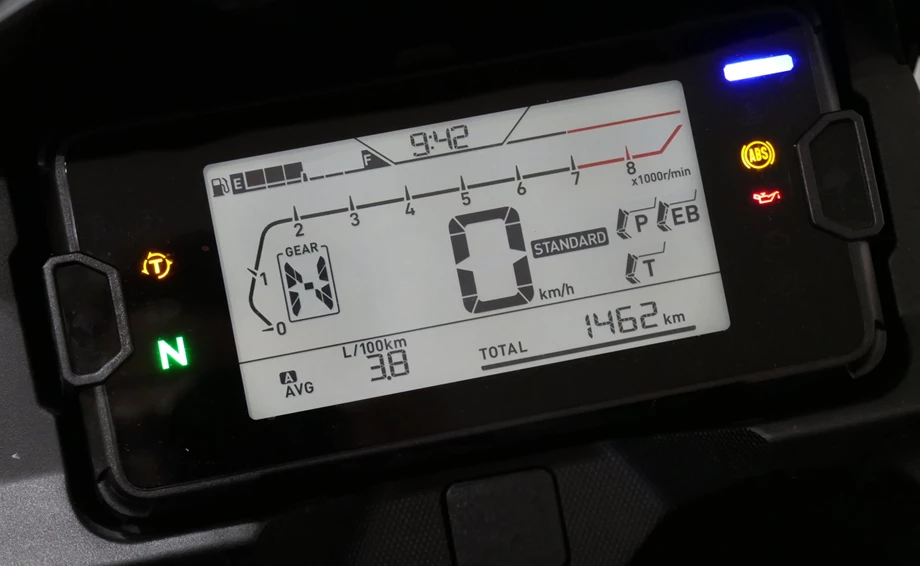 9:42
E F
1 2 3 4 5 6 7 8
0
x1000r/min
GEAR
N
0
km/h
STANDARD
P EB
T
T
N
ABS
L/100km
A
AVG
3.8
TOTAL
1462 km